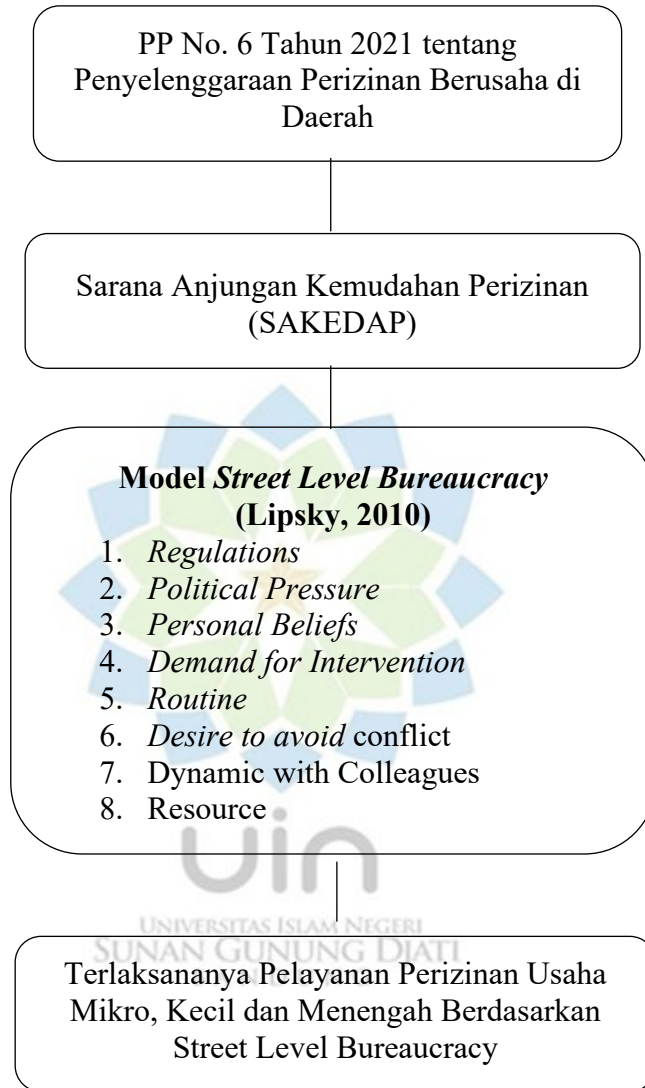 PP No. 6 Tahun 2021 tentang
Penyelenggaraan Perizinan Berusaha di
Daerah
Sarana Anjungan Kemudahan Perizinan
(SAKEDAP)
Model Street Level Bureaucracy
(Lipsky, 2010)
1. Regulations
2. Political Pressure
3. Personal Beliefs
4. Demand for Intervention
5. Routine
6. Desire to avoid conflict
7. Dynamic with Colleagues
8. Resource
uin
UNIVERSITAS ISLAM NEGERI
SUNAN GUNUNG DJATI
Terlaksananya Pelayanan Perizinan Usaha
Mikro, Kecil dan Menengah Berdasarkan
Street Level Bureaucracy